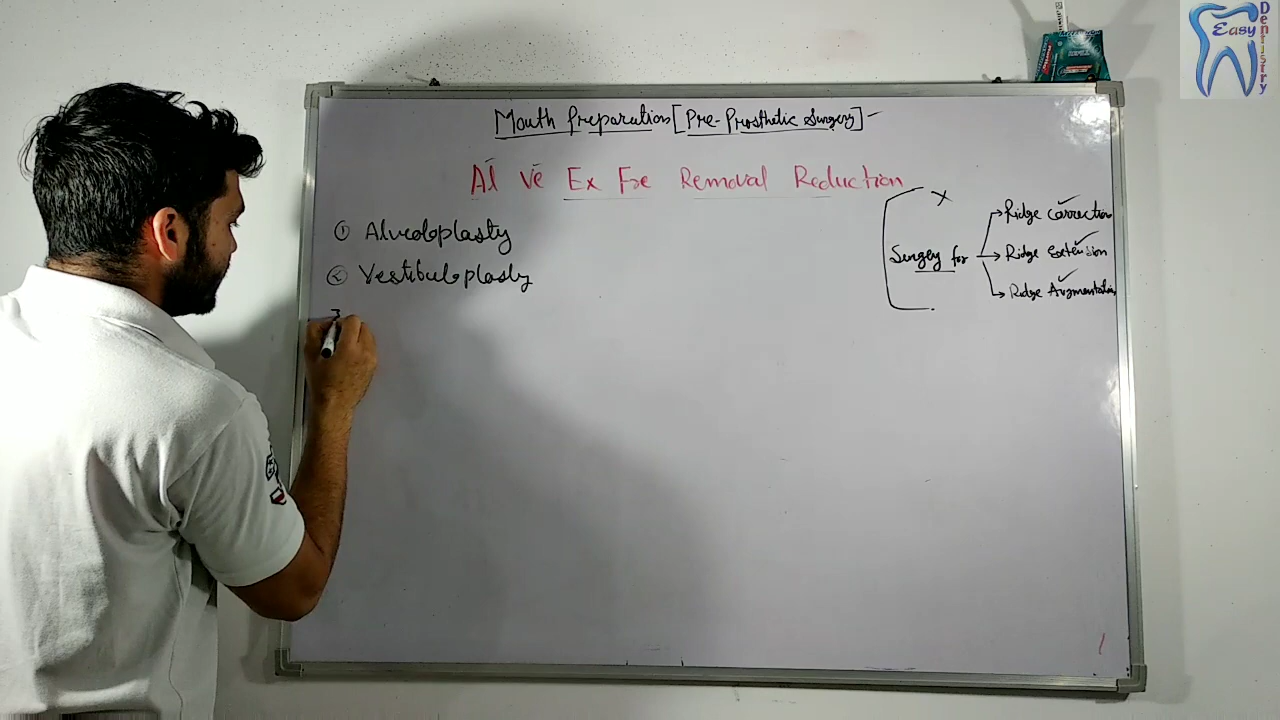 Mouth Preparation [Pre-Prosthetic Surgery] -
Al Ve Ex Fre Removal Reduction
① Alveoloplasty
② Vestibuloplasty
3
x
Surgery for
→ Ridge Correction ✓
→ Ridge Extension ✓
→ Ridge Augmentation ✓
Easy
Dentistry